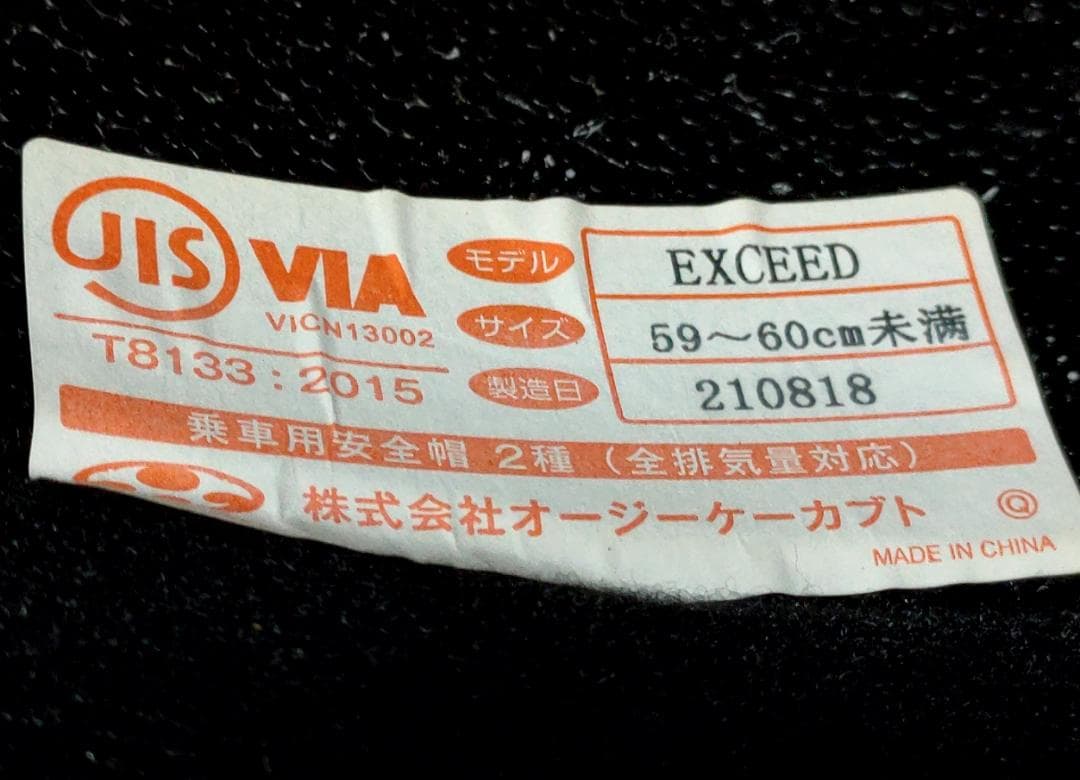 JIS VIA
VICN13002
T8133:2015
モデル EXCEED
サイズ 59～60cm未満
製造日 210818
乗車用安全帽 2種（全排気量対応）
株式会社オージーケーカブト Q
MADE IN CHINA